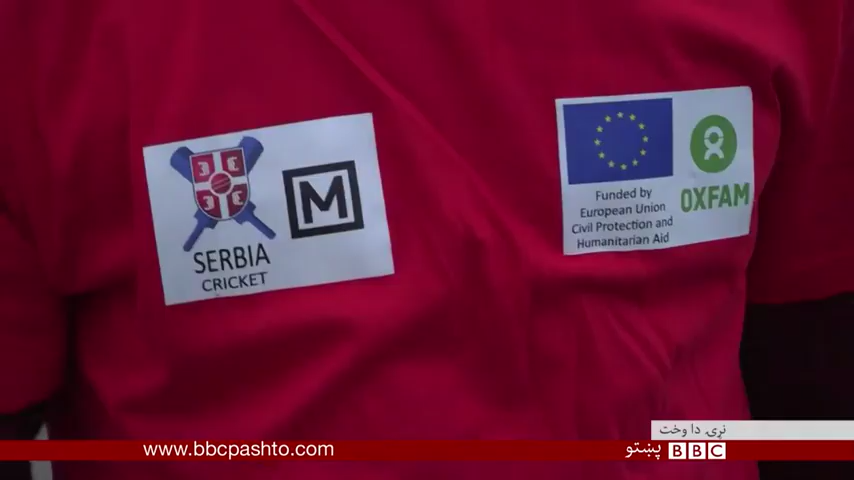 M
SERBIA
CRICKET
Funded by
European Union
Civil Protection and
Humanitarian Aid
OXFAM
نړۍ دا وخت
www.bbcpashto.com
BBC پښتو